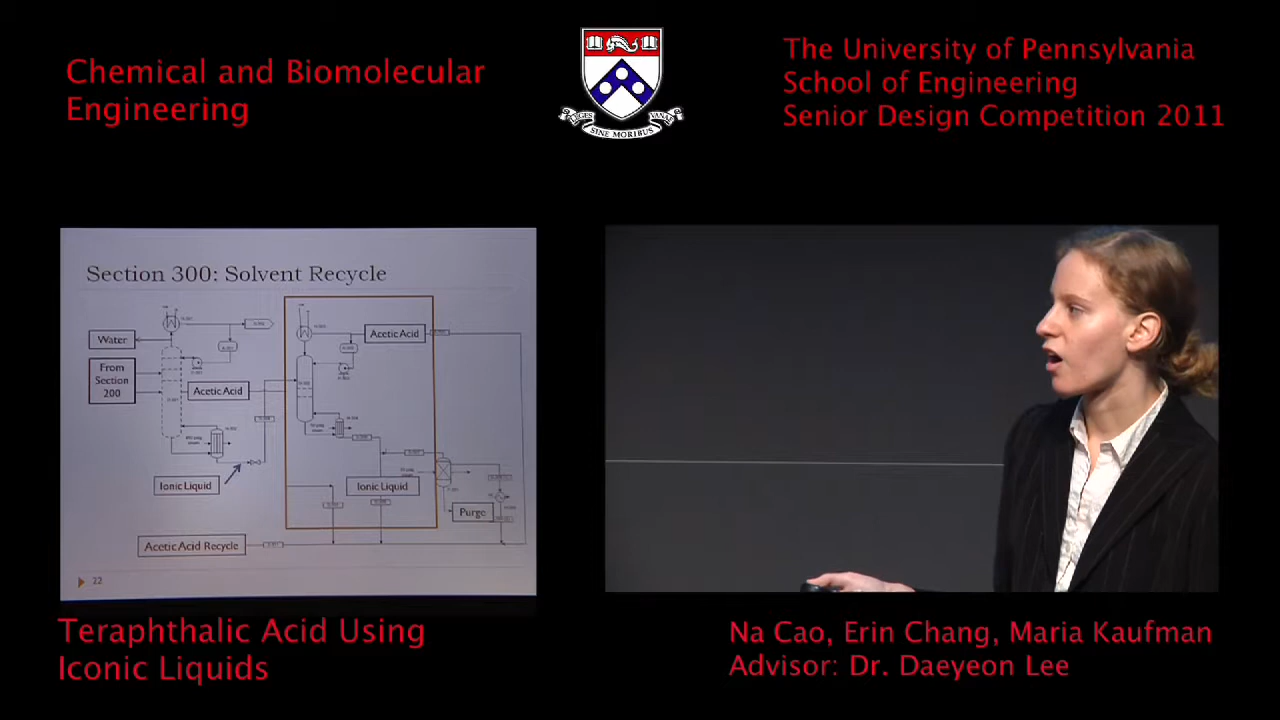 Chemical and Biomolecular
Engineering
SINE MORIBUS
The University of Pennsylvania
School of Engineering
Senior Design Competition 2011
Section 300: Solvent Recycle
Acetic Acid
Water
From
Section
200
Acetic Acid
Ionic Liquid
Ionic Liquid
Purge
Acetic Acid Recycle
22
Teraphthalic Acid Using
Iconic Liquids
Na Cao, Erin Chang, Maria Kaufman
Advisor: Dr. Daeyeon Lee